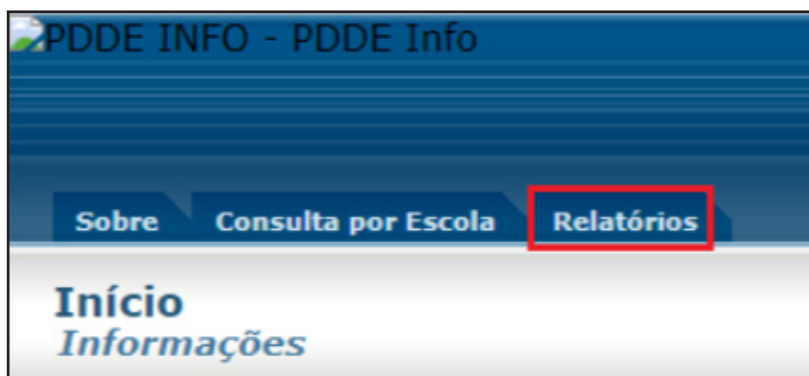 PDDE INFO - PDDE Info
Sobre Consulta por Escola Relatórios
Início
Informações